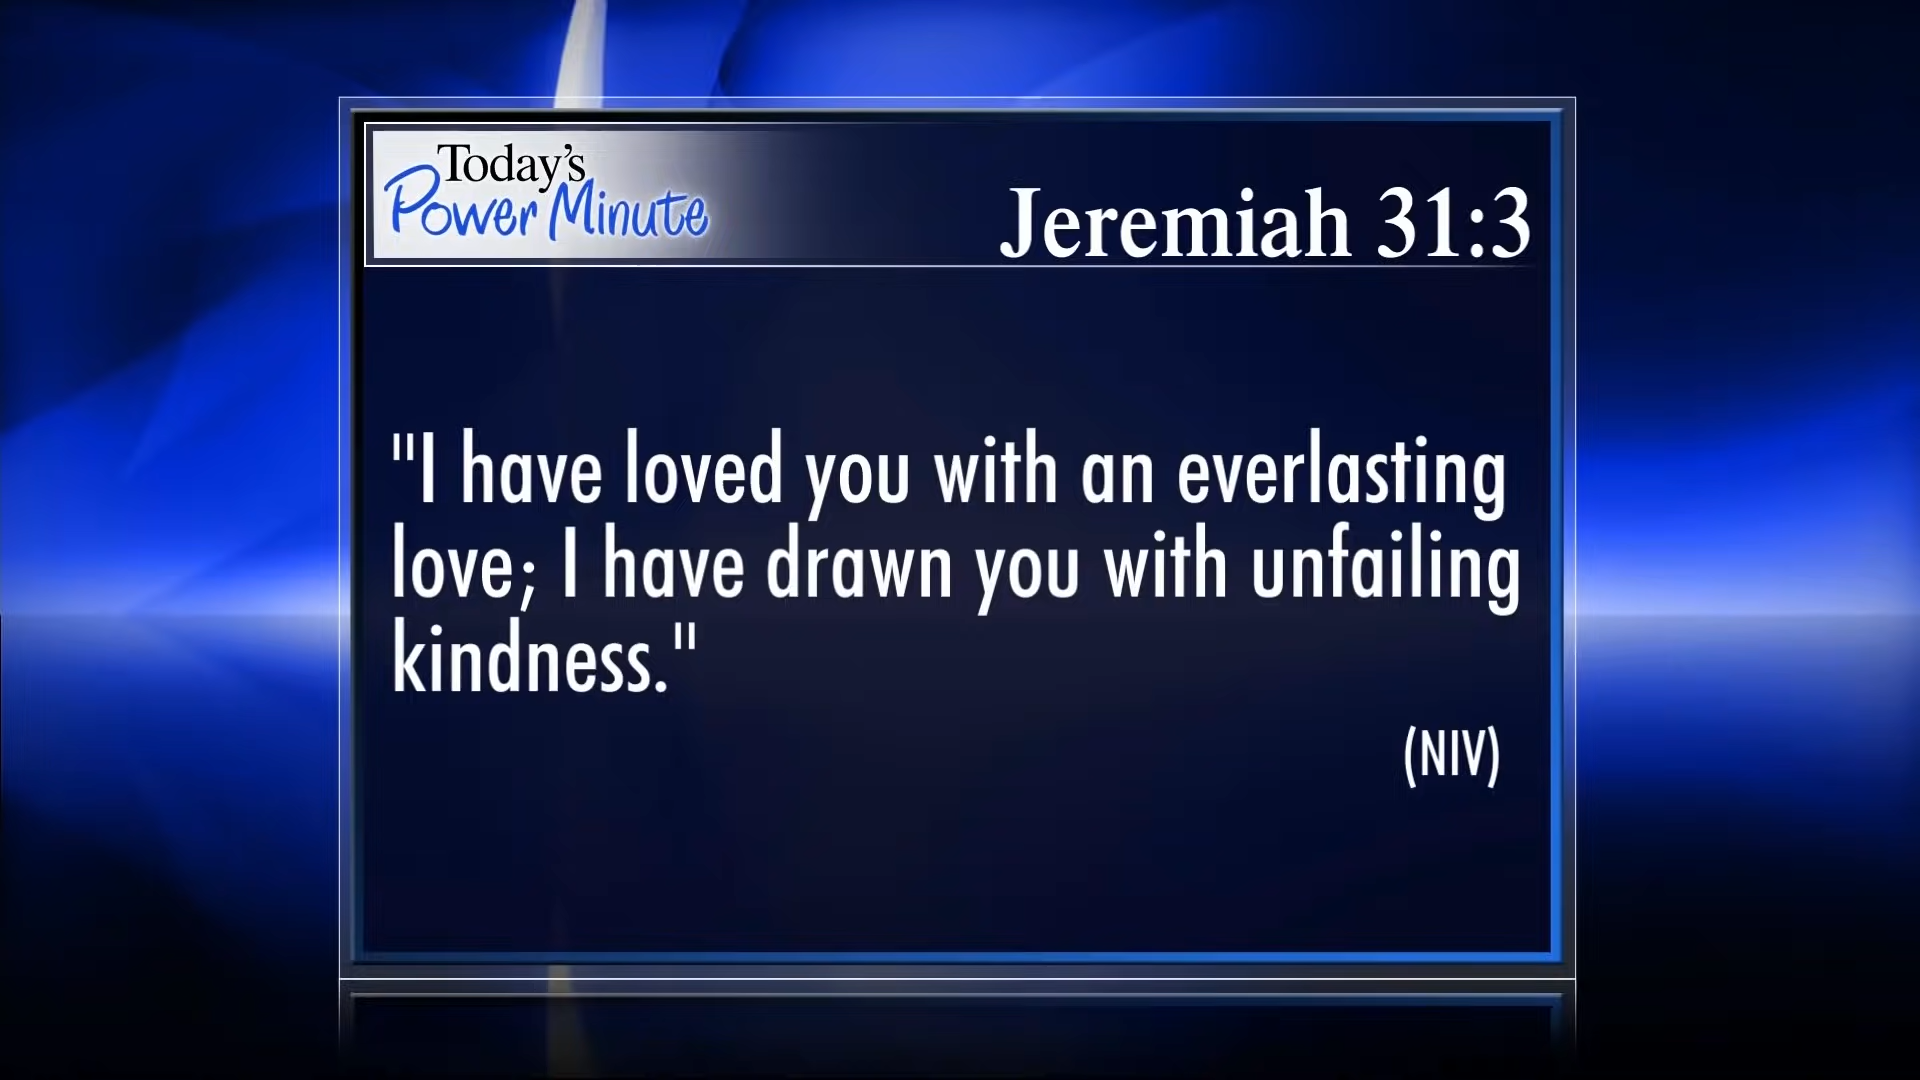 Today's
Power Minute
Jeremiah 31:3
"I have loved you with an everlasting
love; I have drawn you with unfailing
kindness."
(NIV)